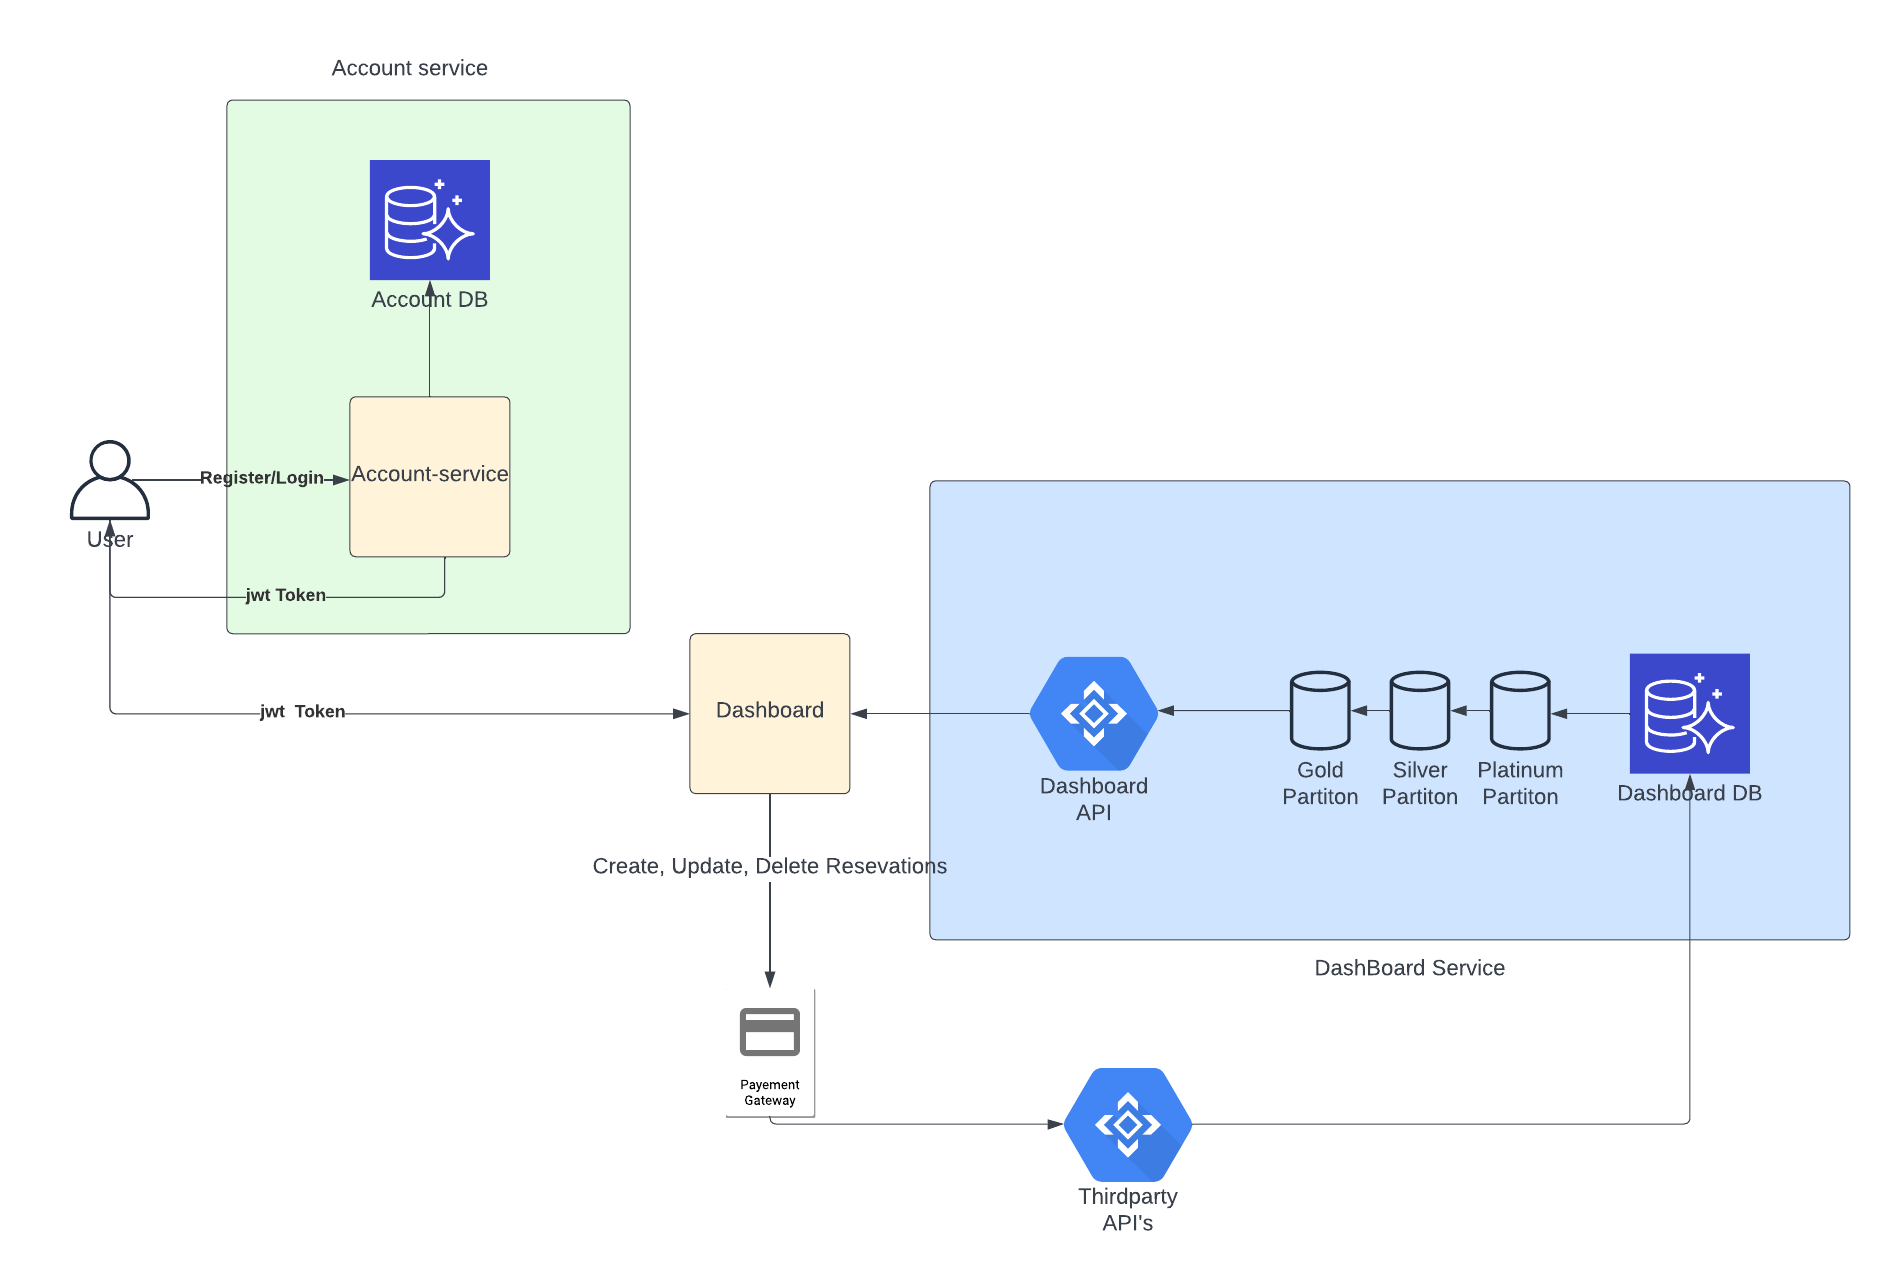 Account service
Account DB
Account-service
Register/Login
User
jwt Token
jwt  Token
Dashboard
Dashboard
API
Gold
Partiton
Silver
Partiton
Platinum
Partiton
Dashboard DB
Create, Update, Delete Resevations
DashBoard Service
Payement
Gateway
Thirdparty
API's